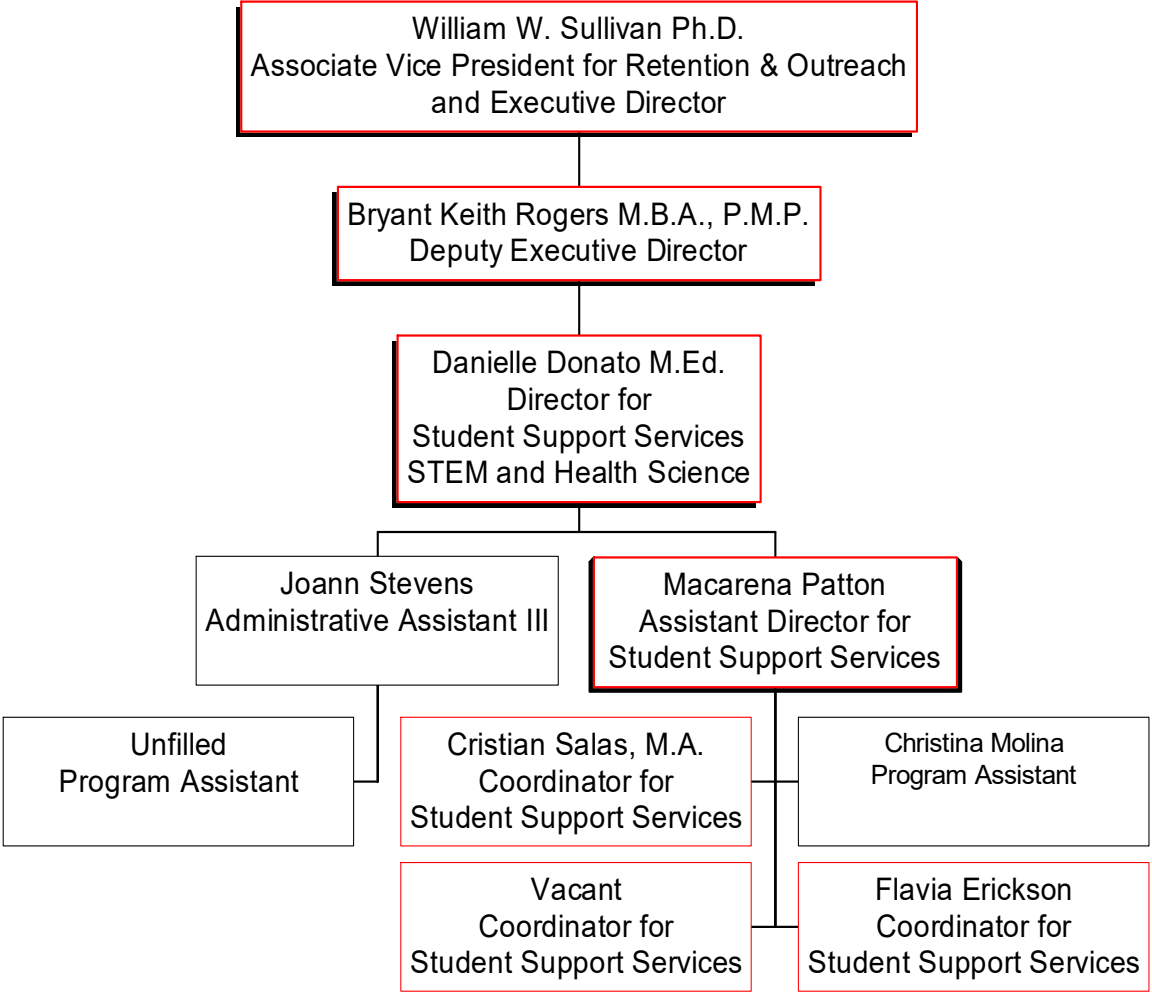 William W. Sullivan Ph.D.
Associate Vice President for Retention & Outreach
and Executive Director
Bryant Keith Rogers M.B.A., P.M.P.
Deputy Executive Director
Danielle Donato M.Ed.
Director for
Student Support Services
STEM and Health Science
Joann Stevens
Administrative Assistant III
Macarena Patton
Assistant Director for
Student Support Services
Unfilled
Program Assistant
Cristian Salas, M.A.
Coordinator for
Student Support Services
Christina Molina
Program Assistant
Vacant
Coordinator for
Student Support Services
Flavia Erickson
Coordinator for
Student Support Services